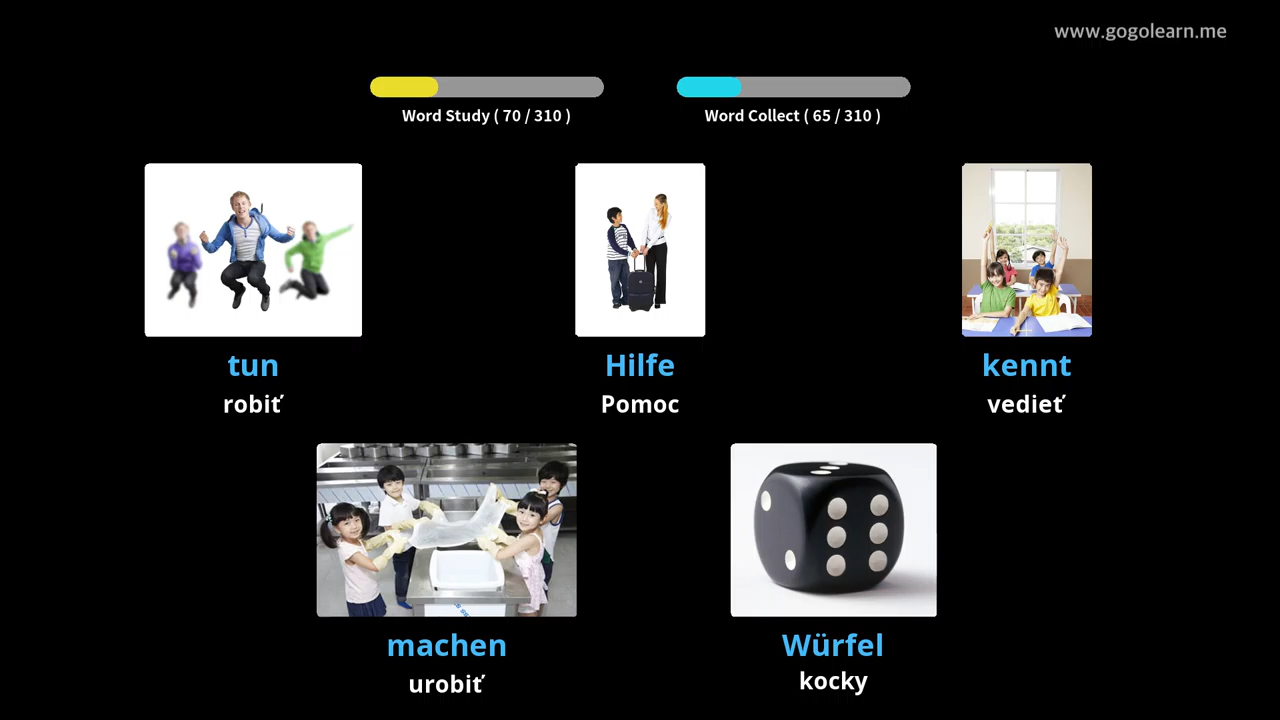 www.gogolearn.me
Word Study ( 70 / 310 )
Word Collect ( 65 / 310 )
tun
robiť
Hilfe
Pomoc
kennt
vedieť
machen
urobiť
Würfel
kocky